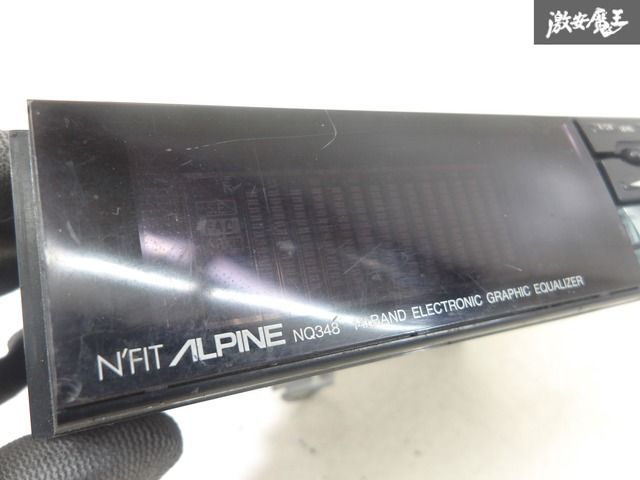 激安魔王
N'FIT ALPINE NQ348 BAND ELECTRONIC GRAPHIC EQUALIZER